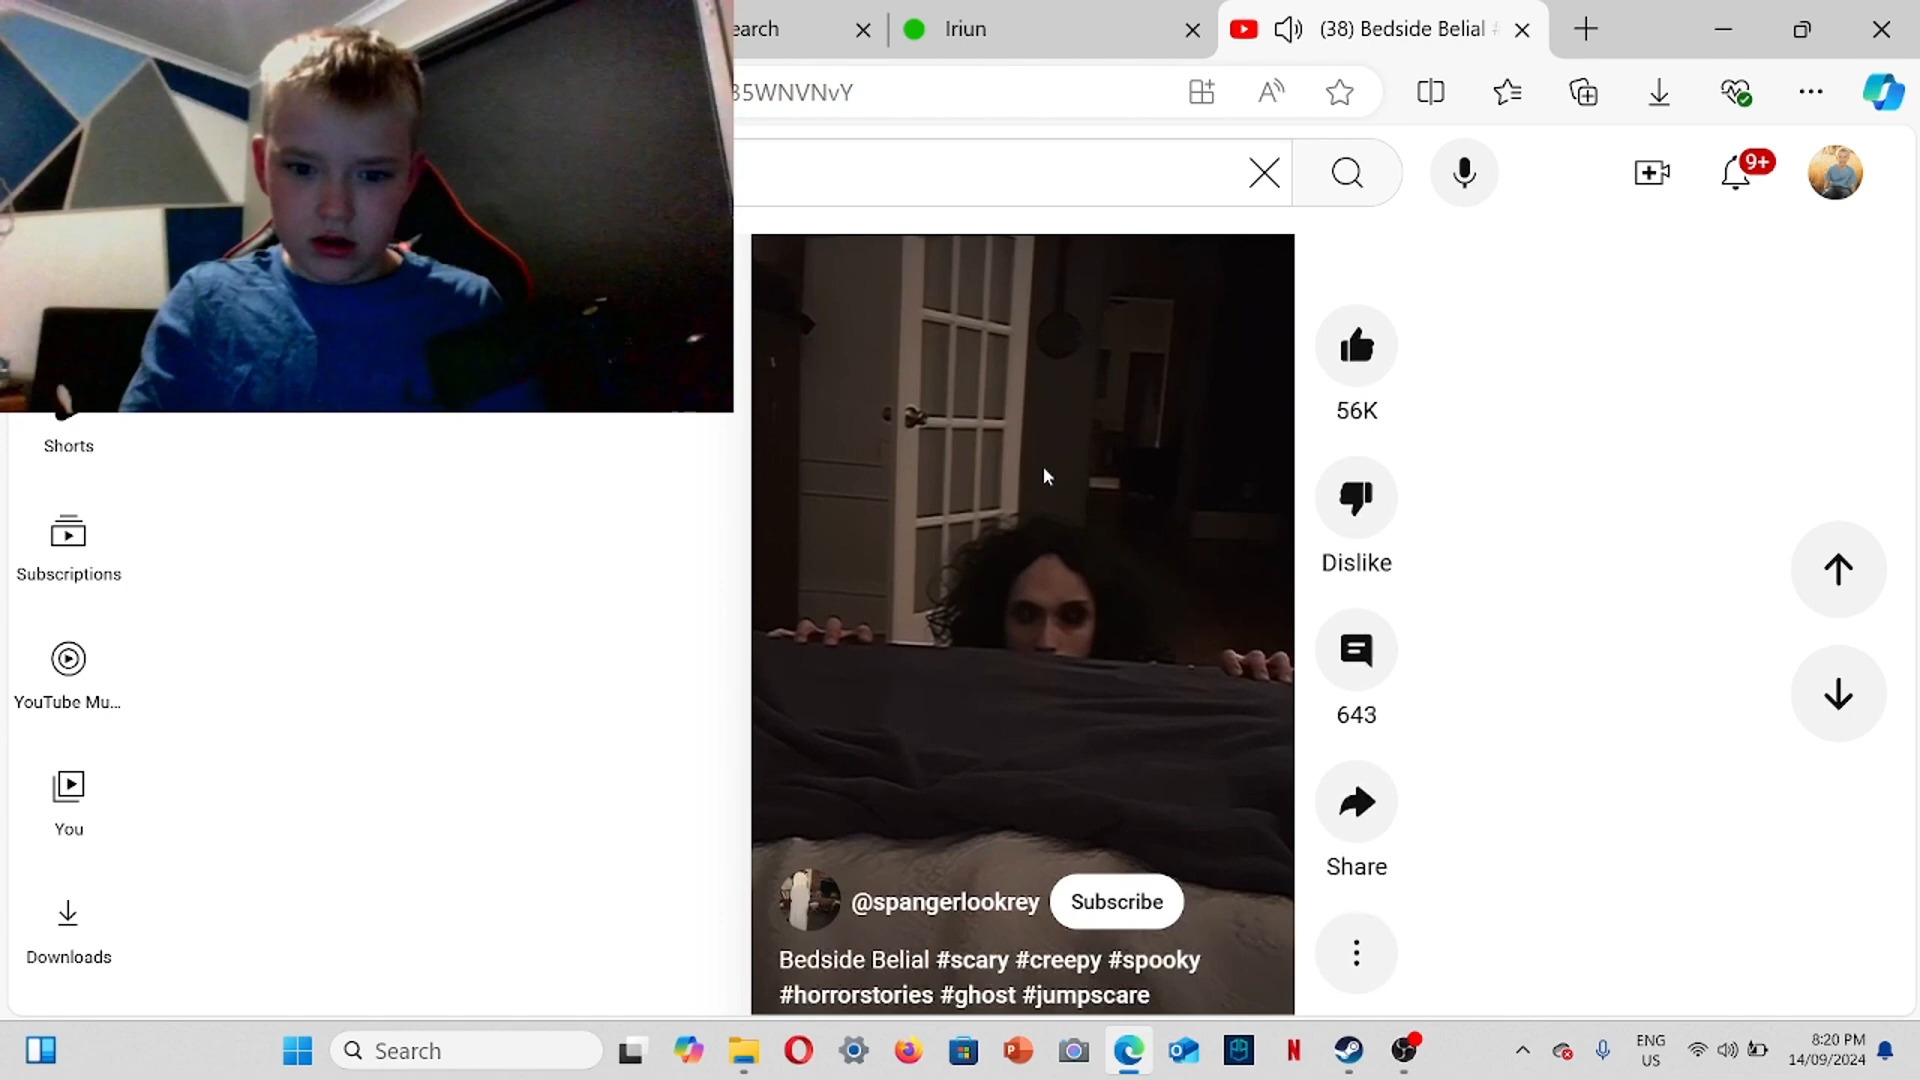 earch
Iriun
(38) Bedside Belial #
35WNVNvY
9+
Shorts
Subscriptions
YouTube Mu...
You
Downloads
56K
Dislike
643
Share
@spangerlookrey Subscribe
Bedside Belial #scary #creepy #spooky
#horrorstories #ghost #jumpscare
Search
ENG
US
8:20 PM
14/09/2024